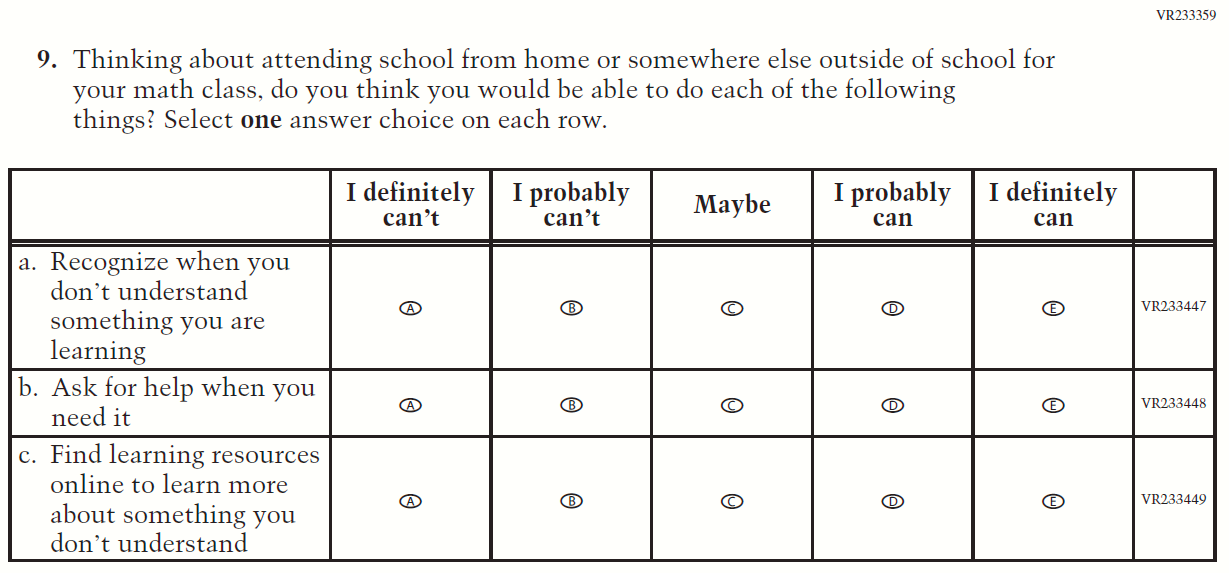 VR233359
9. Thinking about attending school from home or somewhere else outside of school for
your math class, do you think you would be able to do each of the following
things? Select one answer choice on each row.
I definitely can't I probably can't Maybe I probably can I definitely can
a. Recognize when you
don't understand
something you are
learning
A B C D E VR233447
b. Ask for help when you
need it
A B C D E VR233448
c. Find learning resources
online to learn more
about something you
don't understand
A B C D E VR233449